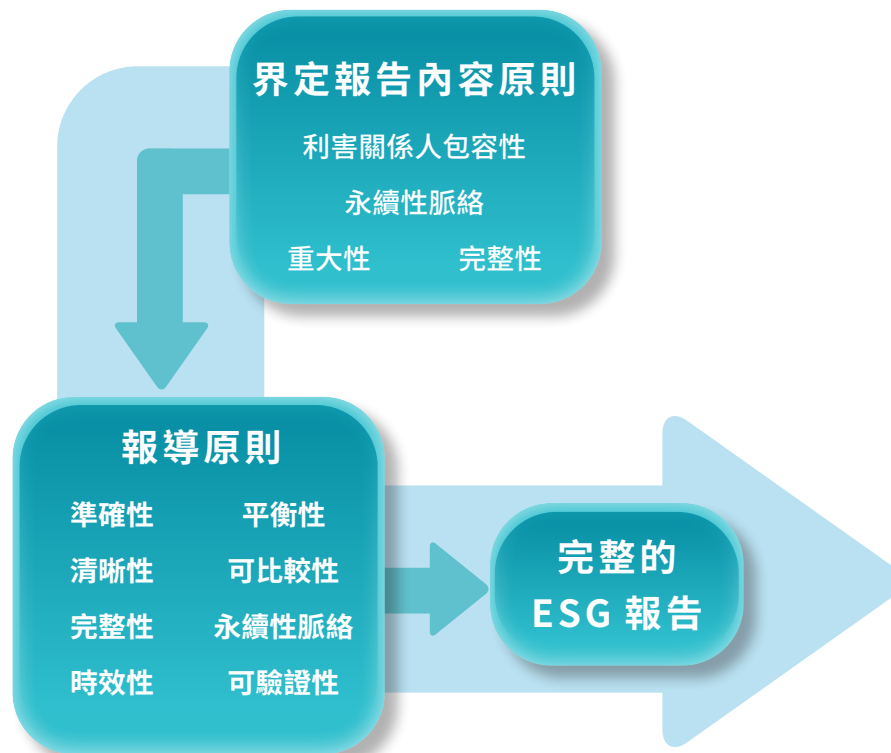 界定報告內容原則
利害關係人包容性
永續性脈絡
重大性 完整性
報導原則
準確性 平衡性
清晰性 可比較性
完整性 永續性脈絡
時效性 可驗證性
完整的
ESG 報告